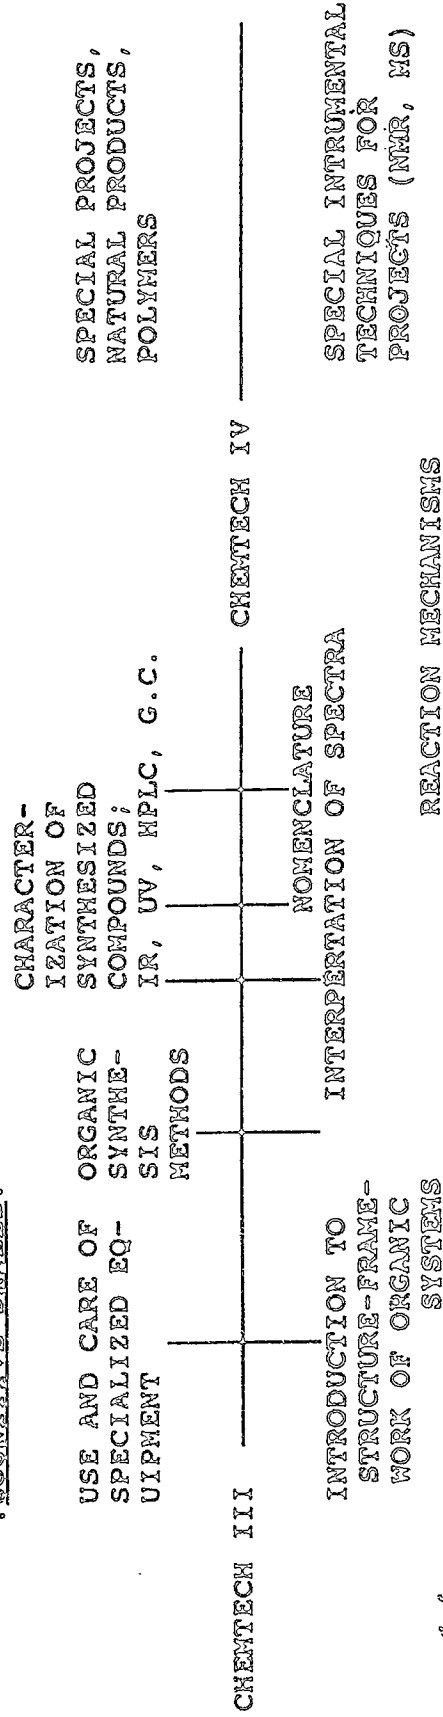 USE AND CARE OF
SPECIALIZED EQ-
UIPMENT
ORGANIC
SYNTHE-
SIS
METHODS
CHARACTER-
IZATION OF
SYNTHESIZED
COMPOUNDS;
IR, UV, HPLC, G.C.
SPECIAL PROJECTS,
NATURAL PRODUCTS,
POLYMERS
CHEMTECH III
CHEMTECH IV
INTRODUCTION TO
STRUCTURE-FRAME-
WORK OF ORGANIC
SYSTEMS
NOMENCLATURE
INTERPERTATION OF SPECTRA
REACTION MECHANISMS
SPECIAL INTRUMENTAL
TECHNIQUES FOR
PROJECTS (NMR, MS)